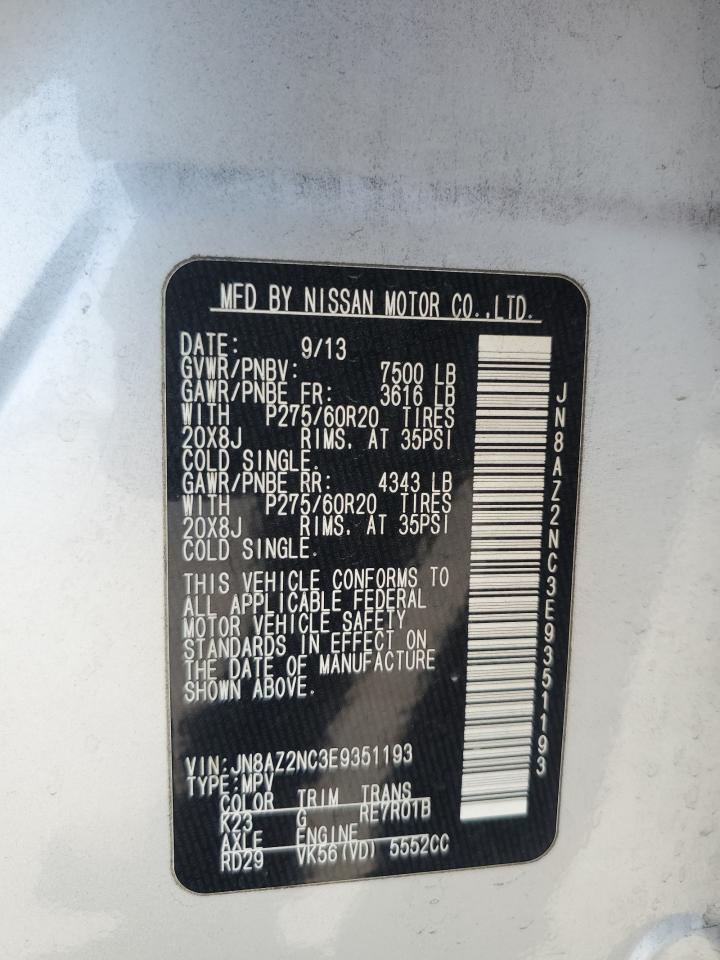 MFD BY NISSAN MOTOR CO.,LTD.
DATE: 9/13
GVWR/PNBV: 7500 LB
GAWR/PNBE FR: 3616 LB
WITH P275/60R20 TIRES
20X8J RIMS, AT 35PSI
COLD SINGLE.
GAWR/PNBE RR: 4343 LB
WITH P275/60R20 TIRES
20X8J RIMS, AT 35PSI
COLD SINGLE.
THIS VEHICLE CONFORMS TO
ALL APPLICABLE FEDERAL
MOTOR VEHICLE SAFETY
STANDARDS IN EFFECT ON
THE DATE OF MANUFACTURE
SHOWN ABOVE.
VIN:JN8AZ2NC3E9351193
TYPE:MPV
COLOR TRIM TRANS
K23 G RE7R01B
AXLE ENGINE
RD29 VK56(VD) 5552CC
JN8AZ2NC3E9351193